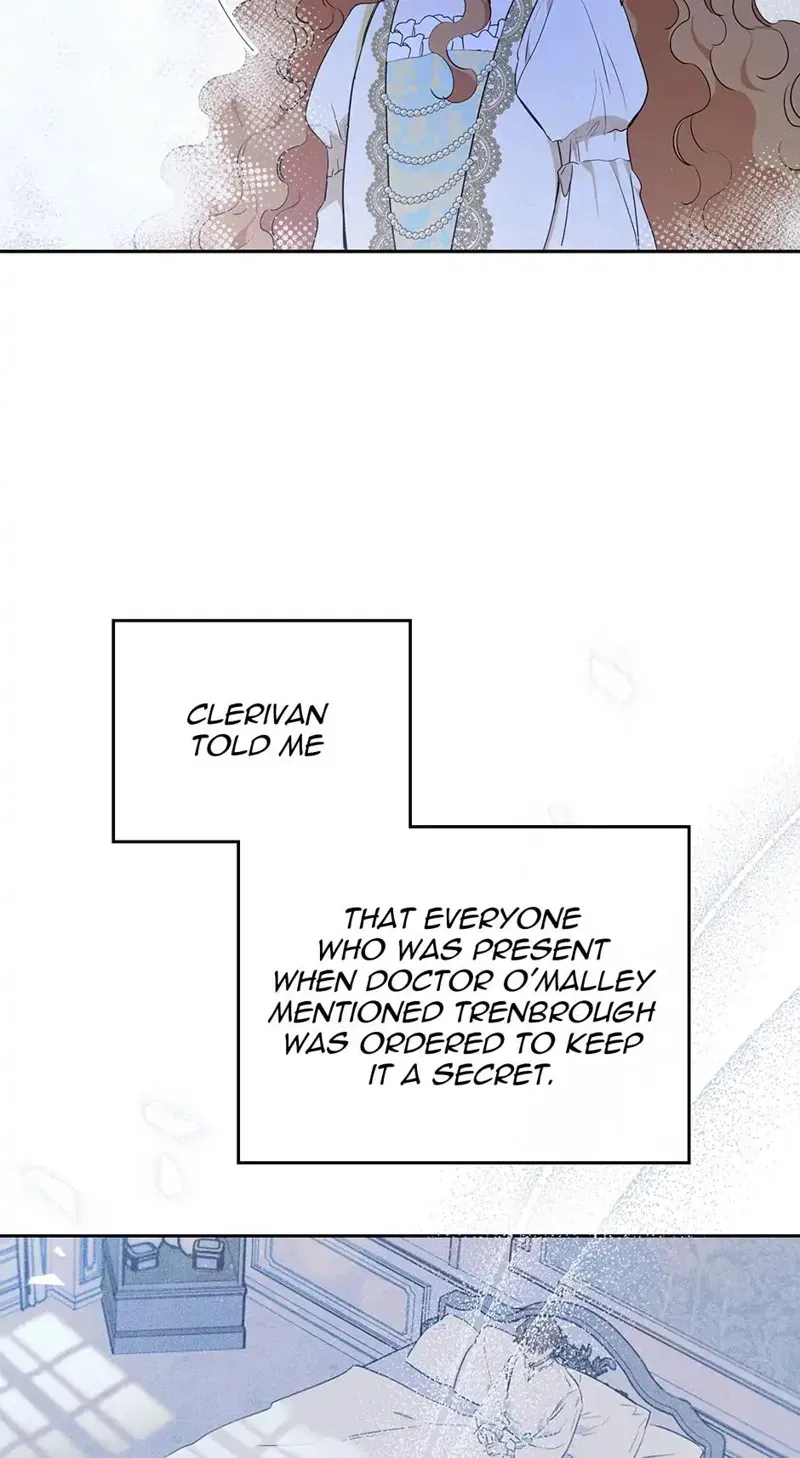 CLERIVAN
TOLD ME
THAT EVERYONE
WHO WAS PRESENT
WHEN DOCTOR O'MALLEY
MENTIONED TRENBROUGH
WAS ORDERED TO KEEP
IT A SECRET.